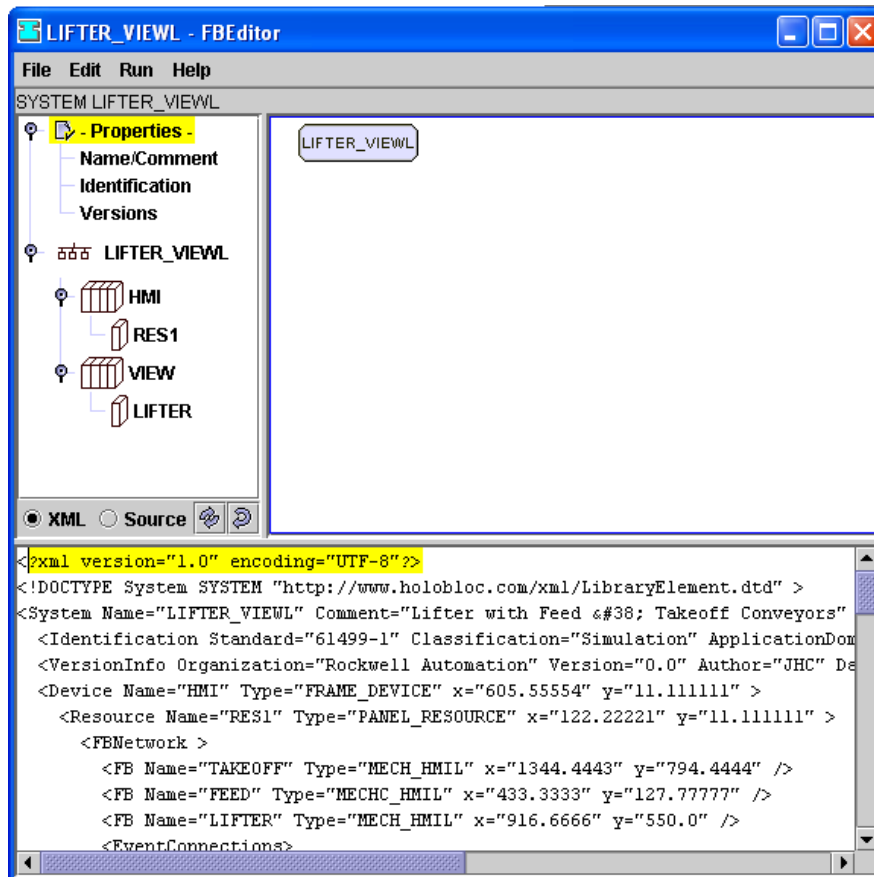 LIFTER_VIEWL - FBEditor
File Edit Run Help
SYSTEM LIFTER_VIEWL
- Properties -
Name/Comment
Identification
Versions
LIFTER_VIEWL
HMI
RES1
VIEW
LIFTER
XML Source
LIFTER_VIEWL
<?xml version="1.0" encoding="UTF-8"?>
<!DOCTYPE System SYSTEM "http://www.holobloc.com/xml/LibraryElement.dtd" >
<System Name="LIFTER_VIEWL" Comment="Lifter with Feed &#38; Takeoff Conveyors"
<Identification Standard="61499-1" Classification="Simulation" ApplicationDom
<VersionInfo Organization="Rockwell Automation" Version="0.0" Author="JHC" Da
<Device Name="HMI" Type="FRAME_DEVICE" x="605.55554" y="11.111111" >
<Resource Name="RES1" Type="PANEL_RESOURCE" x="122.22221" y="11.111111" >
<FBNetwork >
<FB Name="TAKEOFF" Type="MECH_HMIL" x="1344.4443" y="794.4444" />
<FB Name="FEED" Type="MECHC_HMIL" x="433.3333" y="127.77777" />
<FB Name="LIFTER" Type="MECH_HMIL" x="916.6666" y="550.0" />
<EventConnections>